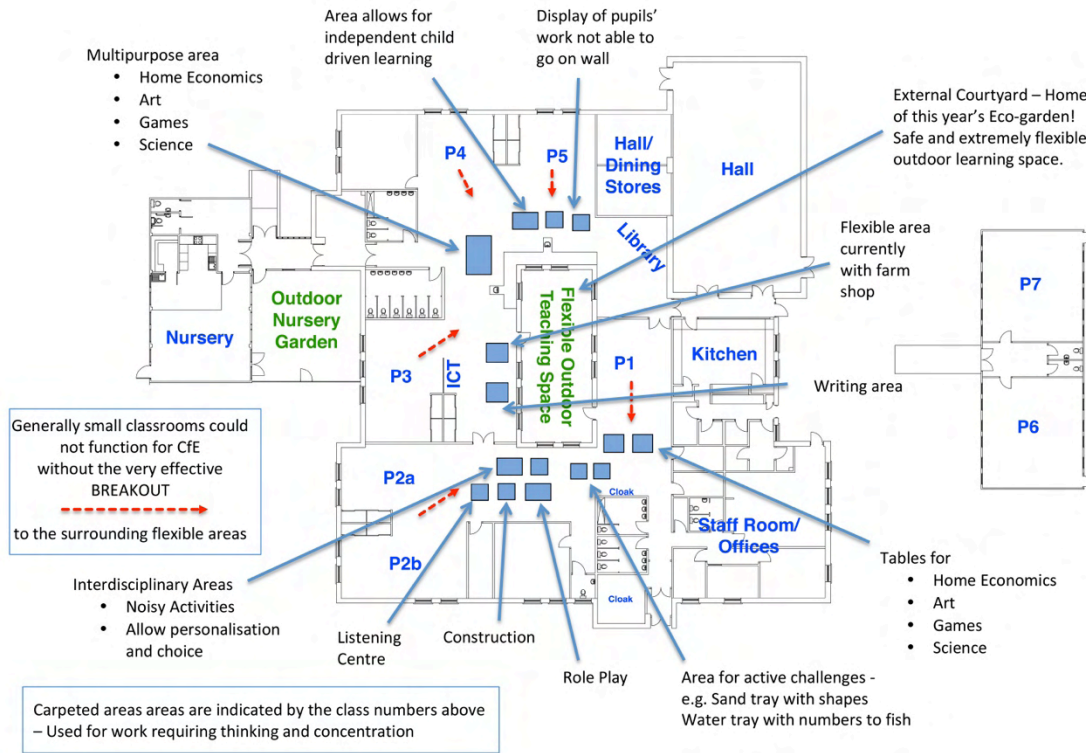 Area allows for
independent child
driven learning
Display of pupils'
work not able to
go on wall
Multipurpose area
• Home Economics
• Art
• Games
• Science
External Courtyard – Home
of this year's Eco-garden!
Safe and extremely flexible
outdoor learning space.
P4
P5
Hall/
Dining
Stores
Hall
Library
Flexible area
currently
with farm
shop
Outdoor
Nursery
Garden
Nursery
Flexible Outdoor
Teaching Space
P3
ICT
P1
Kitchen
P7
P6
Writing area
Generally small classrooms could
not function for CfE
without the very effective
BREAKOUT
to the surrounding flexible areas
P2a
P2b
Cloak
Staff Room/
Offices
Cloak
Interdisciplinary Areas
• Noisy Activities
• Allow personalisation
and choice
Listening
Centre
Construction
Role Play
Area for active challenges -
e.g. Sand tray with shapes
Water tray with numbers to fish
Tables for
• Home Economics
• Art
• Games
• Science
Carpeted areas areas are indicated by the class numbers above
– Used for work requiring thinking and concentration